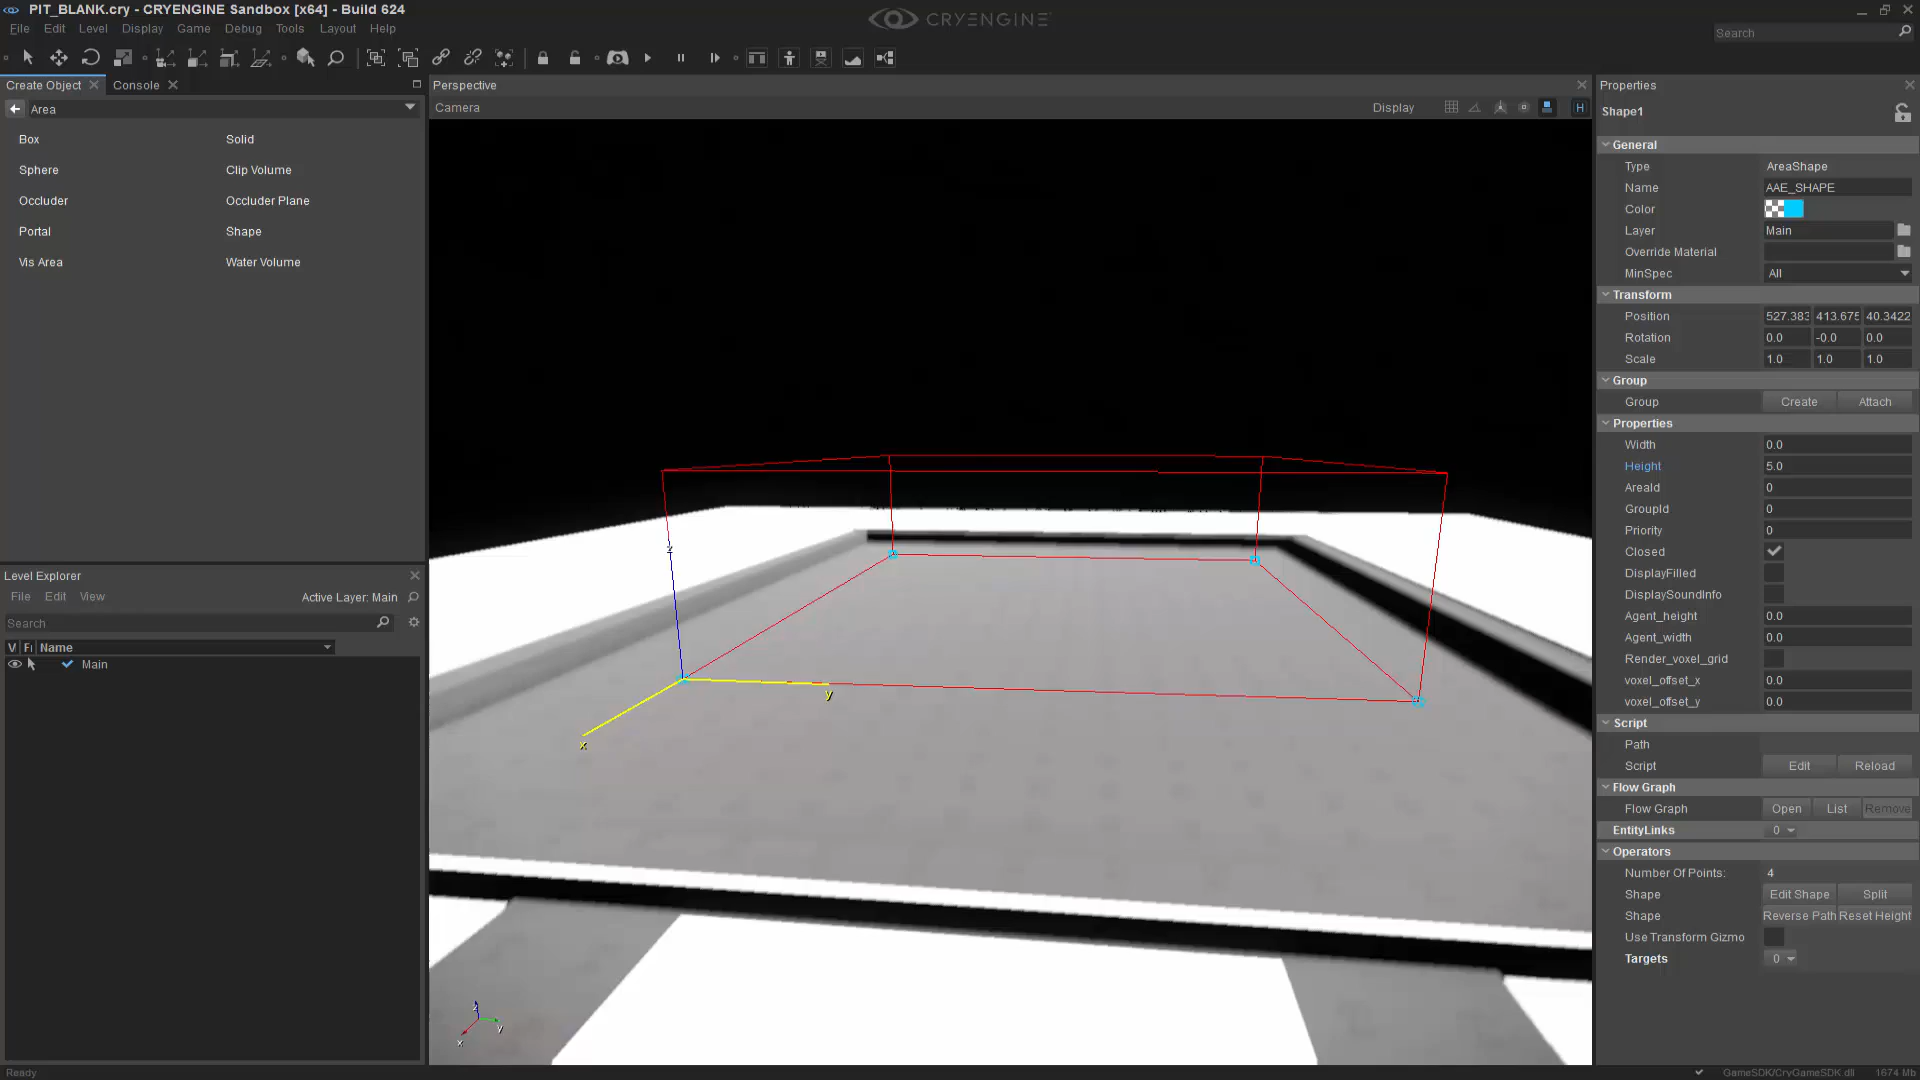 PIT_BLANK.cry - CRYENGINE Sandbox [x64] - Build 624
CRYENGINE
File Edit Level Display Game Debug Tools Layout Help
Search
Create Object
Console
Area
Box Solid
Sphere Clip Volume
Occluder Occluder Plane
Portal Shape
Vis Area Water Volume
Level Explorer
File Edit View
Active Layer: Main
Search
V Fi Name
Main
Perspective
Camera
Display
H
z
y
x
z
y
x
Properties
Shape1
General
Type AreaShape
Name AAE_SHAPE
Color
Layer Main
Override Material
MinSpec All
Transform
Position 527.383 413.675 40.3422
Rotation 0.0 -0.0 0.0
Scale 1.0 1.0 1.0
Group
Group Create Attach
Properties
Width 0.0
Height 5.0
AreaId 0
GroupId 0
Priority 0
Closed
DisplayFilled
DisplaySoundInfo
Agent_height 0.0
Agent_width 0.0
Render_voxel_grid
voxel_offset_x 0.0
voxel_offset_y 0.0
Script
Path
Script Edit Reload
Flow Graph
Flow Graph Open List Remove
EntityLinks 0
Operators
Number Of Points: 4
Shape Edit Shape Split
Shape Reverse Path Reset Height
Use Transform Gizmo
Targets 0
Ready
GameSDK/CryGameSDK.dll 1674 Mb